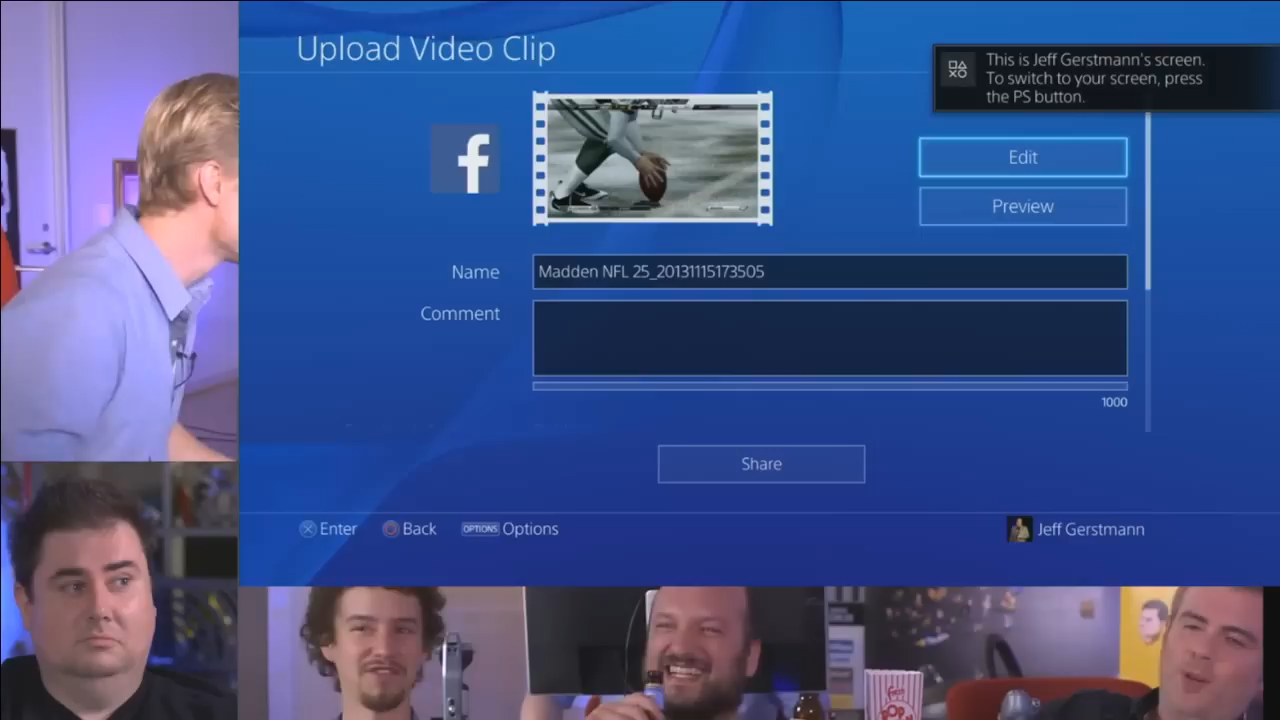 Upload Video Clip
This is Jeff Gerstmann's screen.
To switch to your screen, press
the PS button.
f
Edit
Preview
Name
Madden NFL 25_20131115173505
Comment
1000
Share
Enter
Back
OPTIONS
Options
Jeff Gerstmann
POP